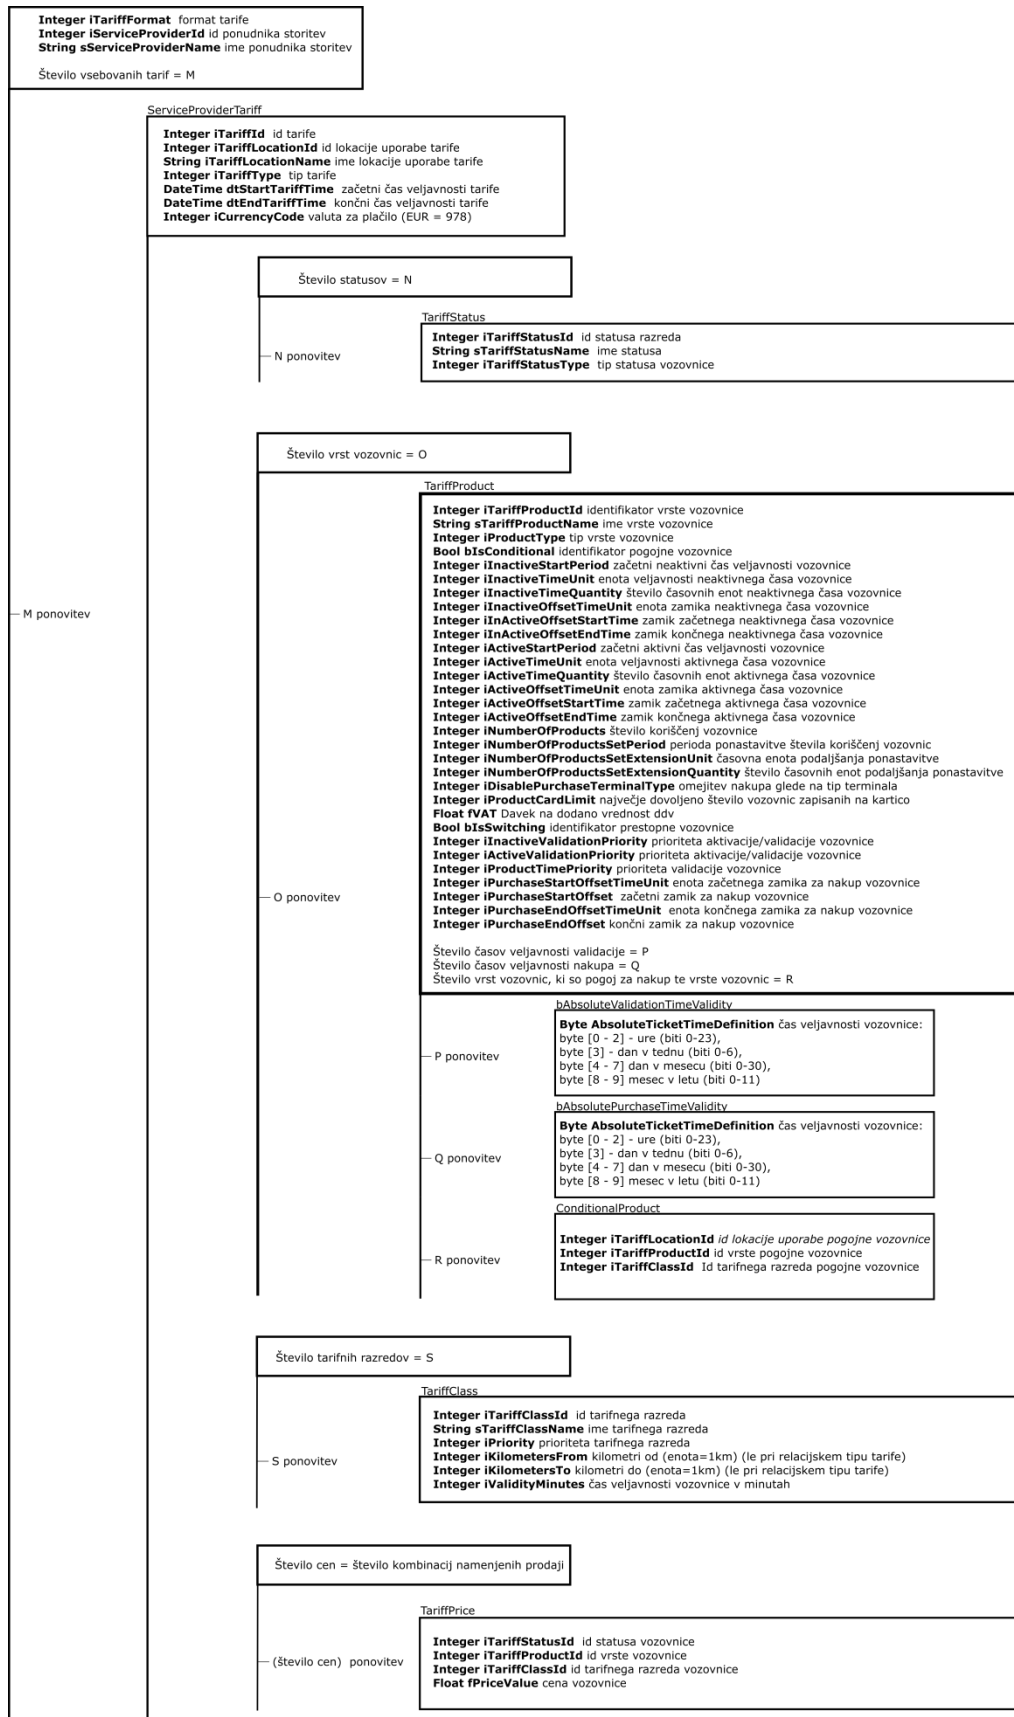 Integer iTariffFormat format tarife
Integer iServiceProviderId id ponudnika storitev
String sServiceProviderName ime ponudnika storitev
Število vsebovanih tarif = M
ServiceProviderTariff
Integer iTariffId id tarife
Integer iTariffLocationId id lokacije uporabe tarife
String iTariffLocationName ime lokacije uporabe tarife
Integer iTariffType tip tarife
DateTime dtStartTariffTime začetni čas veljavnosti tarife
DateTime dtEndTariffTime končni čas veljavnosti tarife
Integer iCurrencyCode valuta za plačilo (EUR = 978)
Število statusov = N
TariffStatus
Integer iTariffStatusId id statusa razreda
String sTariffStatusName ime statusa
Integer iTariffStatusType tip statusa vozovnice
N ponovitev
Število vrst vozovnic = O
TariffProduct
Integer iTariffProductId identifikator vrste vozovnice
String sTariffProductName ime vrste vozovnice
Integer iProductType tip vrste vozovnice
Bool bIsConditional identifikator pogojne vozovnice
Integer iInactiveStartPeriod začetni neaktivni čas veljavnosti vozovnice
Integer iInactiveTimeUnit enota veljavnosti neaktivnega časa vozovnice
Integer iInactiveTimeQuantity število časovnih enot neaktivnega časa vozovnice
Integer iInactiveOffsetTimeUnit enota zamika neaktivnega časa vozovnice
Integer iInActiveOffsetStartTime zamik začetnega neaktivnega časa vozovnice
Integer iInActiveOffsetEndTime zamik končnega neaktivnega časa vozovnice
Integer iActiveStartPeriod začetni aktivni čas veljavnosti vozovnice
Integer iActiveTimeUnit enota veljavnosti aktivnega časa vozovnice
Integer iActiveTimeQuantity število časovnih enot aktivnega časa vozovnice
Integer iActiveOffsetTimeUnit enota zamika aktivnega časa vozovnice
Integer iActiveOffsetStartTime zamik začetnega aktivnega časa vozovnice
Integer iActiveOffsetEndTime zamik končnega aktivnega časa vozovnice
Integer iNumberOfProducts število koriščenj vozovnice
Integer iNumberOfProductsSetPeriod perioda ponastavitve števila koriščenj vozovnic
Integer iNumberOfProductsSetExtensionUnit časovna enota podaljšanja ponastavitve
Integer iNumberOfProductsSetExtensionQuantity število časovnih enot podaljšanja ponastavitve
Integer iDisablePurchaseTerminalType omejitev nakupa glede na tip terminala
Integer iProductCardLimit največje dovoljeno število vozovnic zapisanih na kartico
Float fVAT Davek na dodano vrednost ddv
Bool bIsSwitching identifikator prestopne vozovnice
Integer iInactiveValidationPriority prioriteta aktivacije/validacije vozovnice
Integer iActiveValidationPriority prioriteta aktivacije/validacije vozovnice
Integer iProductTimePriority prioriteta validacije vozovnice
Integer iPurchaseStartOffsetTimeUnit enota začetnega zamika za nakup vozovnice
Integer iPurchaseStartOffset začetni zamik za nakup vozovnice
Integer iPurchaseEndOffsetTimeUnit enota končnega zamika za nakup vozovnice
Integer iPurchaseEndOffset končni zamik za nakup vozovnice
Število časov veljavnosti validacije = P
Število časov veljavnosti nakupa = Q
Število vrst vozovnic, ki so pogoj za nakup te vrste vozovnic = R
M ponovitev
O ponovitev
bAbsoluteValidationTimeValidity
Byte AbsoluteTicketTimeDefinition čas veljavnosti vozovnice:
byte [0 - 2] - ure (biti 0-23),
byte [3] - dan v tednu (biti 0-6),
byte [4 - 7] dan v mesecu (biti 0-30),
byte [8 - 9] mesec v letu (biti 0-11)
P ponovitev
bAbsolutePurchaseTimeValidity
Byte AbsoluteTicketTimeDefinition čas veljavnosti vozovnice:
byte [0 - 2] - ure (biti 0-23),
byte [3] - dan v tednu (biti 0-6),
byte [4 - 7] dan v mesecu (biti 0-30),
byte [8 - 9] mesec v letu (biti 0-11)
Q ponovitev
ConditionalProduct
Integer iTariffLocationId id lokacije uporabe pogojne vozovnice
Integer iTariffProductId id vrste pogojne vozovnice
Integer iTariffClassId Id tarifnega razreda pogojne vozovnice
R ponovitev
Število tarifnih razredov = S
TariffClass
Integer iTariffClassId id tarifnega razreda
String sTariffClassName ime tarifnega razreda
Integer iPriority prioriteta tarifnega razreda
Integer iKilometersFrom kilometri od (enota=1km) (le pri relacijskem tipu tarife)
Integer iKilometersTo kilometri do (enota=1km) (le pri relacijskem tipu tarife)
Integer iValidityMinutes čas veljavnosti vozovnice v minutah
S ponovitev
Število cen = število kombinacij namenjenih prodaji
TariffPrice
Integer iTariffStatusId id statusa vozovnice
Integer iTariffProductId id vrste vozovnice
Integer iTariffClassId id tarifnega razreda vozovnice
Float fPriceValue cena vozovnice
(število cen) ponovitev